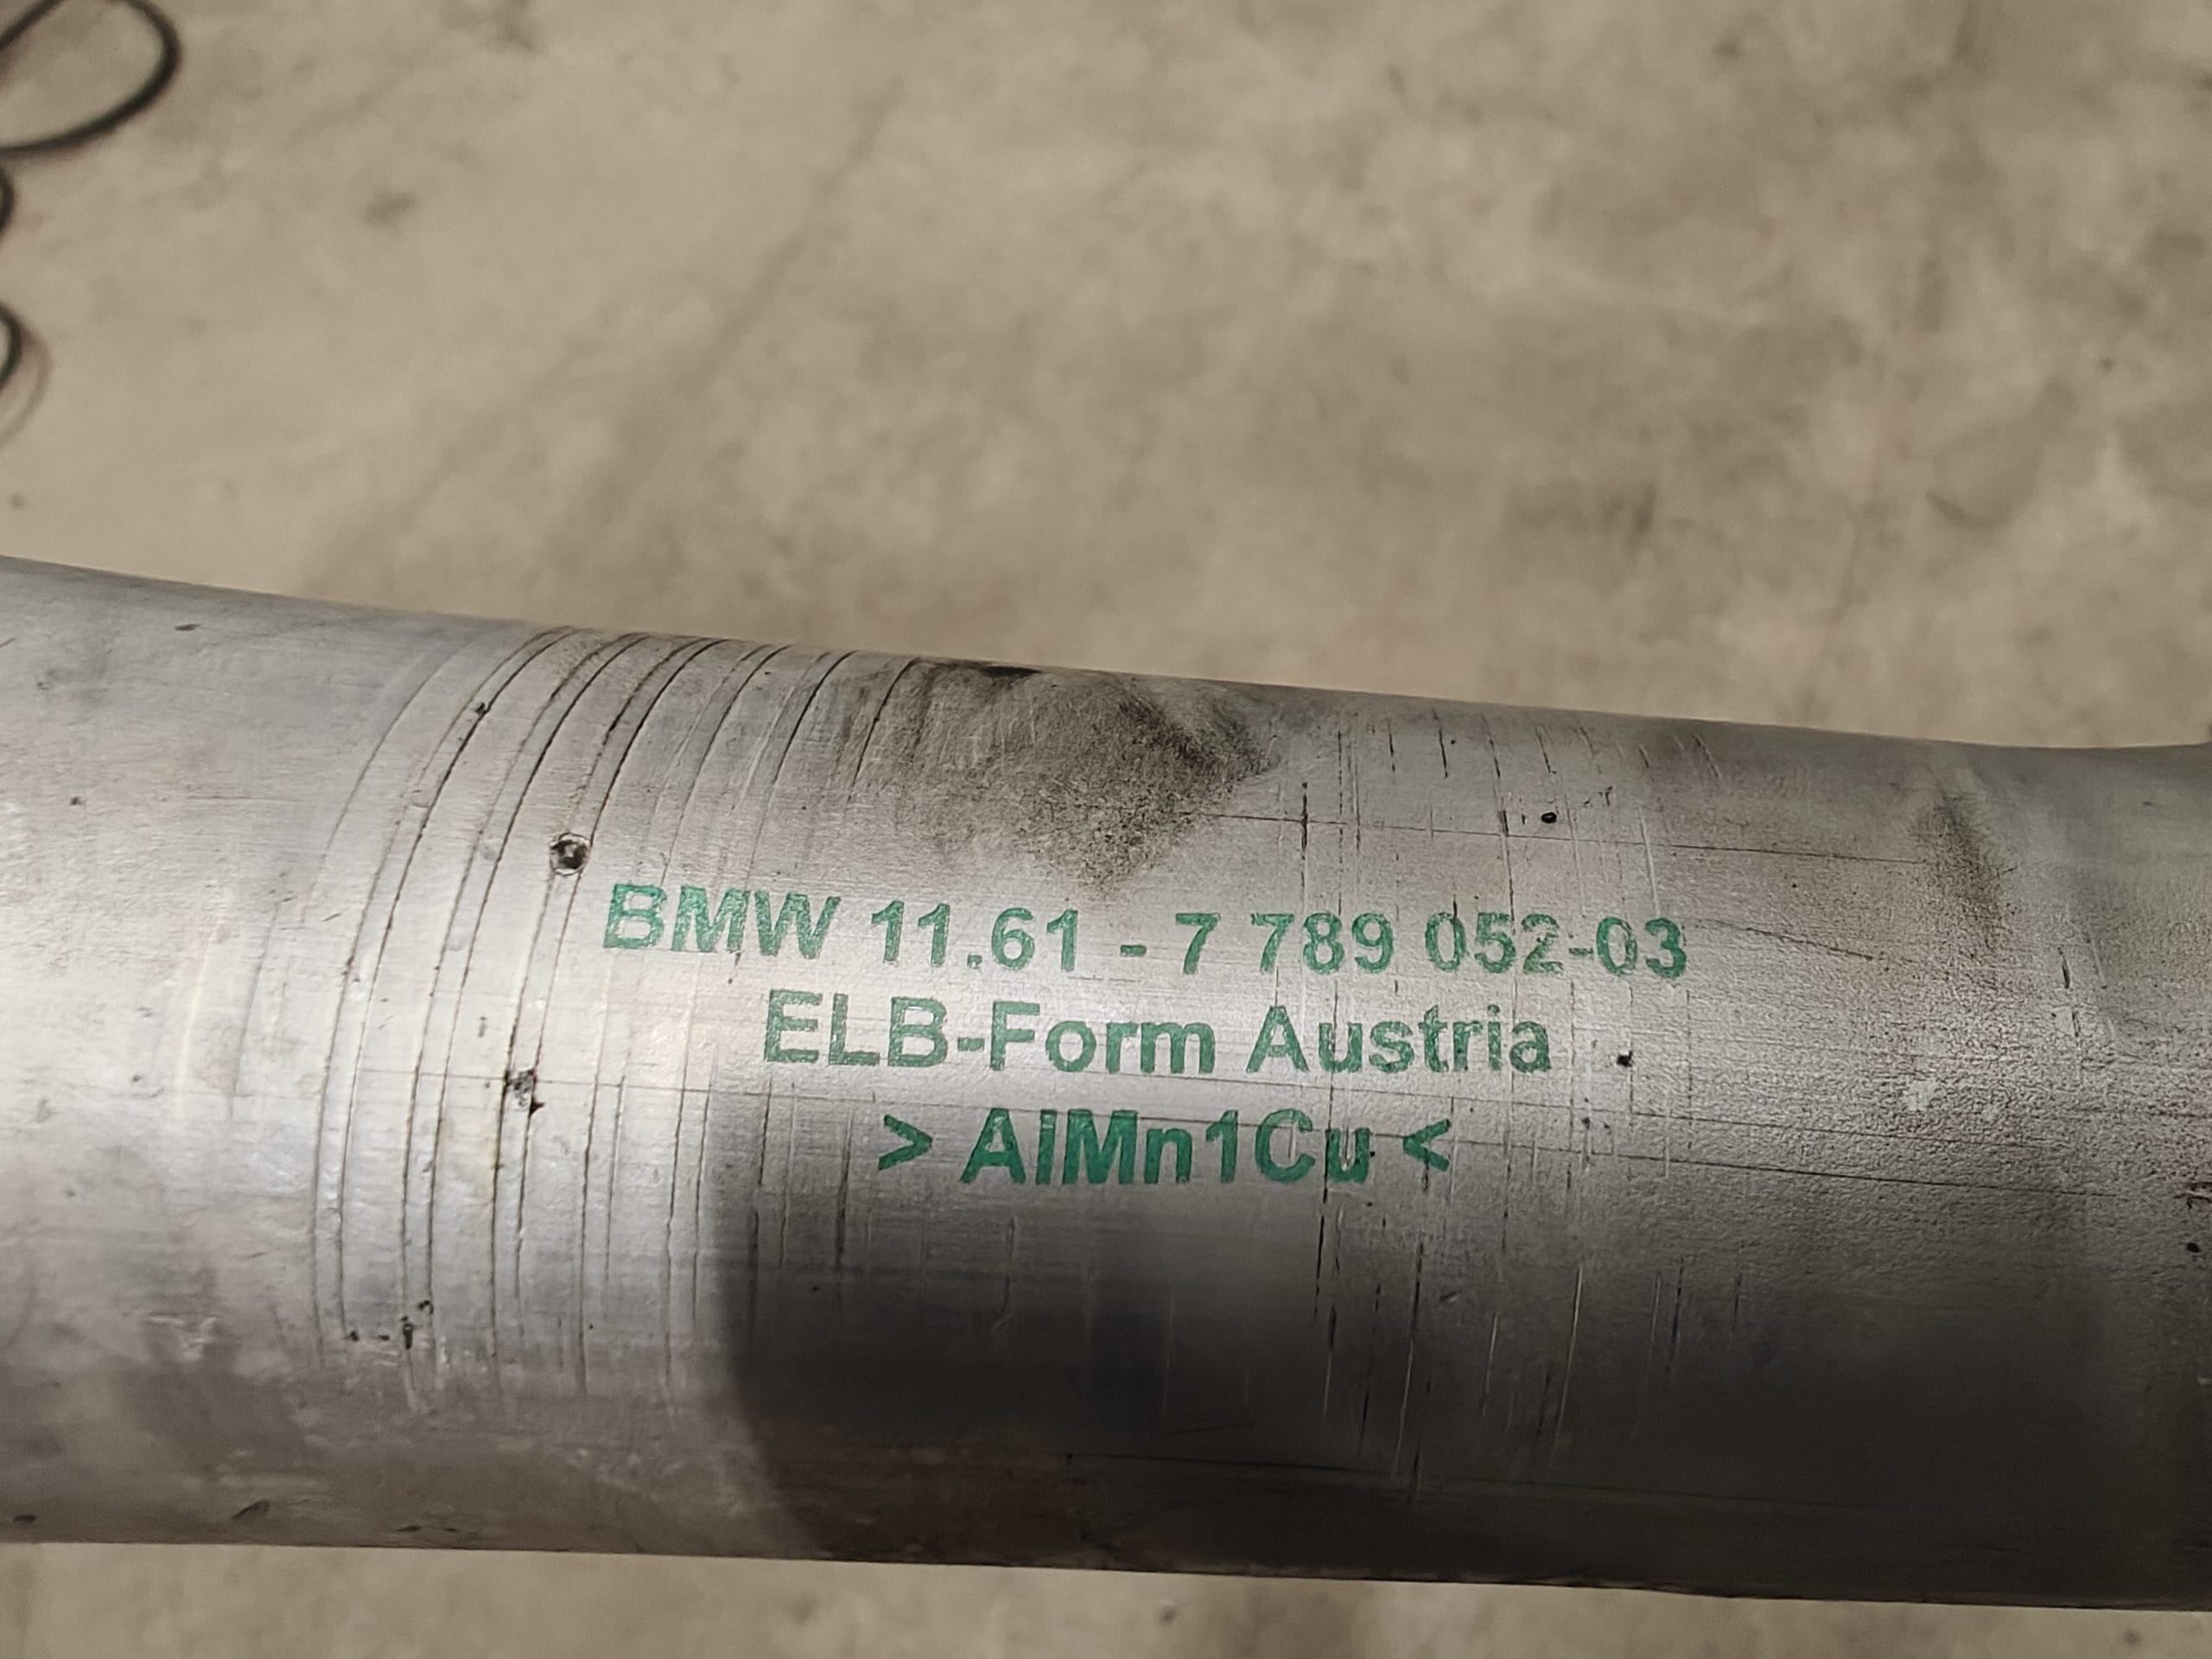 BMW 11.61 - 7 789 052-03
ELB-Form Austria
> AlMn1Cu <